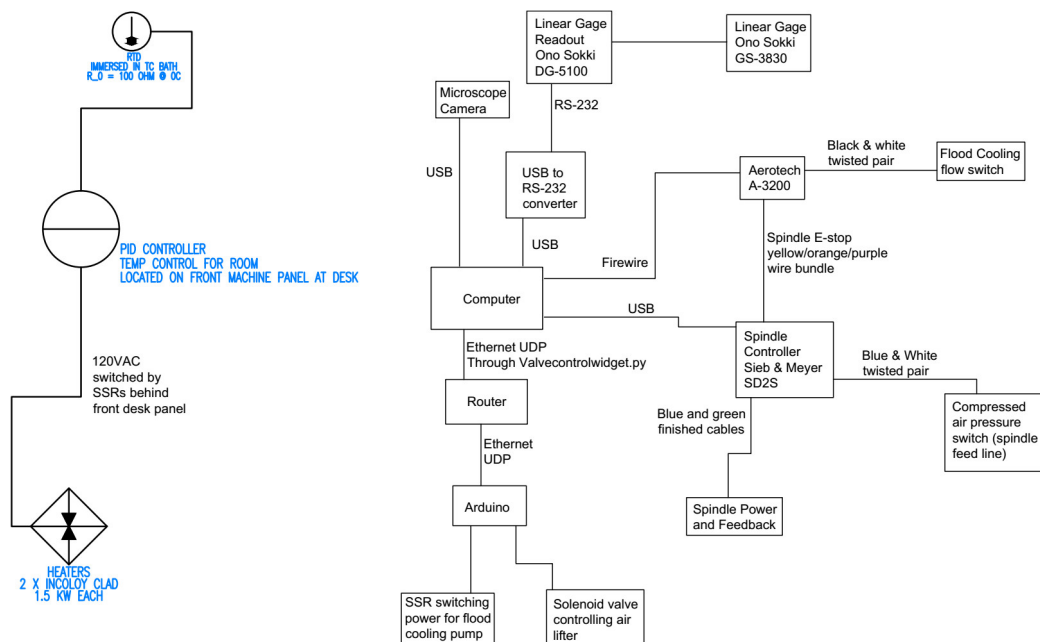 RTD
IMMERSED IN TC BATH
R_0 = 100 OHM @ 0C
PID CONTROLLER
TEMP CONTROL FOR ROOM
LOCATED ON FRONT MACHINE PANEL AT DESK
120VAC
switched by
SSRs behind
front desk panel
HEATERS
2 X INCOLOY CLAD
1.5 KW EACH
Linear Gage
Readout
Ono Sokki
DG-5100
Linear Gage
Ono Sokki
GS-3830
Microscope
Camera
RS-232
USB
USB to
RS-232
converter
USB
Black & white
twisted pair
Aerotech
A-3200
Flood Cooling
flow switch
Firewire
Spindle E-stop
yellow/orange/purple
wire bundle
Computer
USB
Ethernet UDP
Through Valvecontrolwidget.py
Spindle
Controller
Sieb & Meyer
SD2S
Blue & White
twisted pair
Router
Blue and green
finished cables
Compressed
air pressure
switch (spindle
feed line)
Ethernet
UDP
Arduino
Spindle Power
and Feedback
SSR switching
power for flood
cooling pump
Solenoid valve
controlling air
lifter